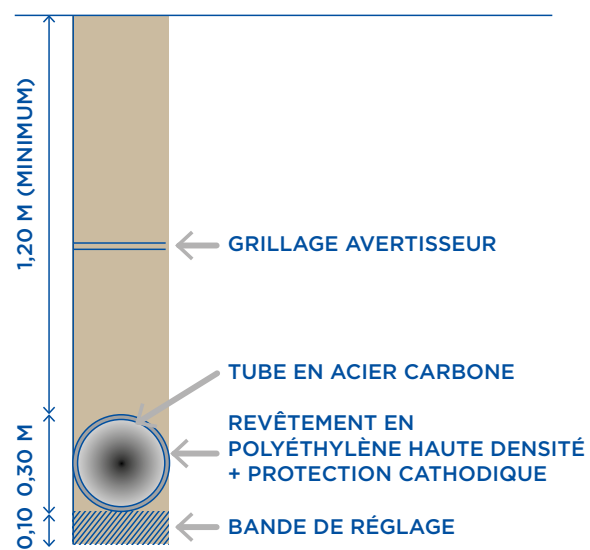 1,20 M (MINIMUM)
GRILLAGE AVERTISSEUR
TUBE EN ACIER CARBONE
0,30 M
REVÊTEMENT EN
POLYÉTHYLÈNE HAUTE DENSITÉ
+ PROTECTION CATHODIQUE
0,10
BANDE DE RÉGLAGE